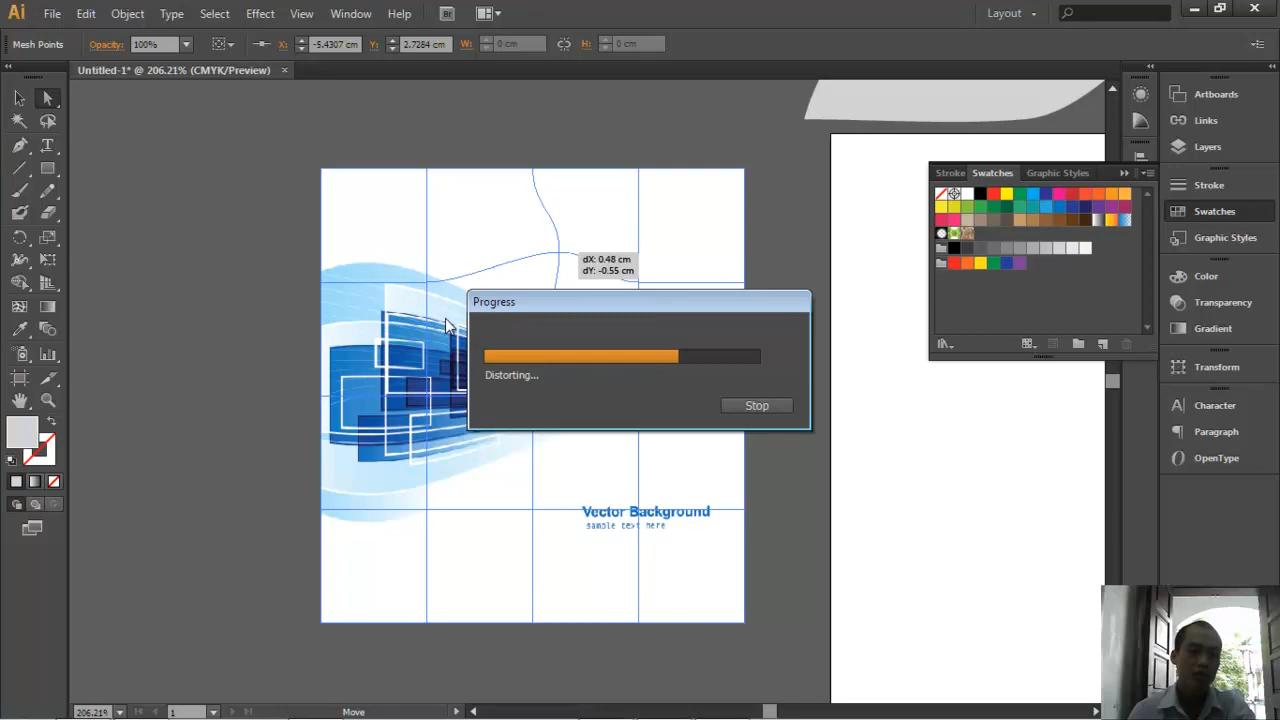 Ai File Edit Object Type Select Effect View Window Help Br Layout
Mesh Points Opacity: 100% X: -5.4307 cm Y: 2.7284 cm W: 0 cm H: 0 cm
Untitled-1* @ 206.21% (CMYK/Preview)
Artboards
Links
Layers
Stroke
Swatches
Graphic Styles
Color
Transparency
Gradient
Transform
Character
Paragraph
OpenType
Stroke Swatches Graphic Styles
dX: 0.48 cm
dY: -0.55 cm
Progress
Distorting...
Stop
Vector Background
sample text here
206.21% 1 Move